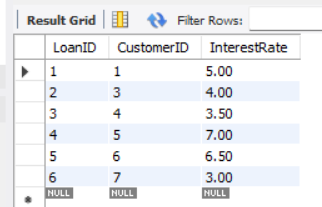 Result Grid Filter Rows:
LoanID CustomerID InterestRate
1 1 5.00
2 3 4.00
3 4 3.50
4 5 7.00
5 6 6.50
6 7 3.00
NULL NULL NULL